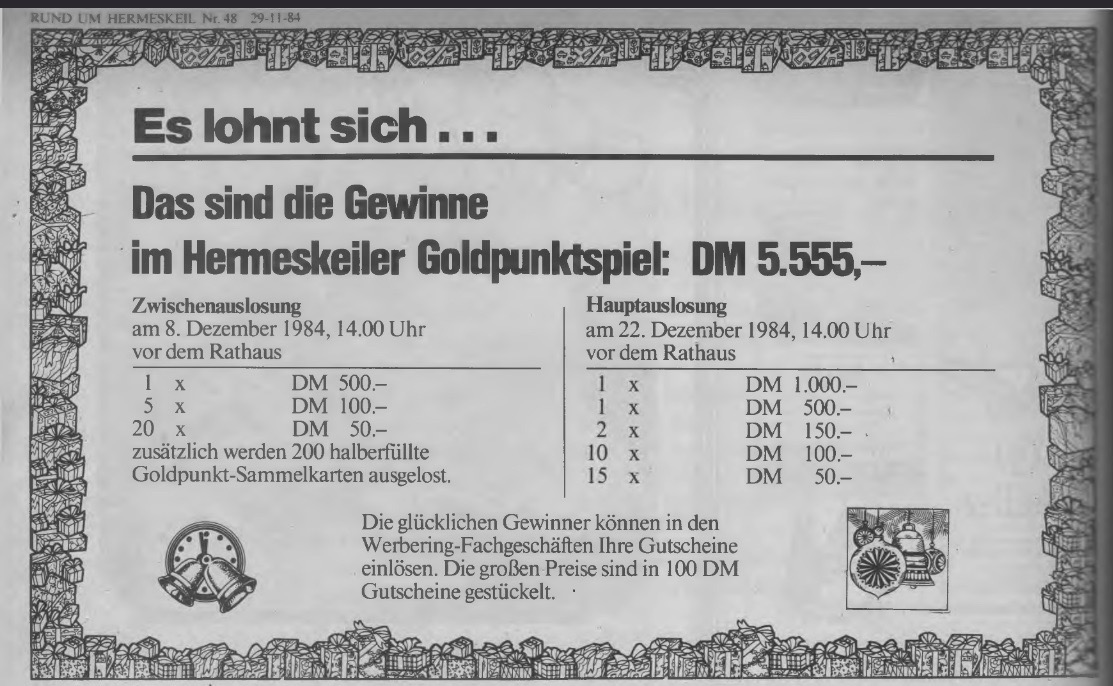 RUND UM HERMESKEIL Nr. 48 29-11-84
Es lohnt sich . . .
Das sind die Gewinne
im Hermeskeiler Goldpunktspiel: DM 5.555,–
Zwischenauslosung
am 8. Dezember 1984, 14.00 Uhr
vor dem Rathaus
1 x DM 500.–
5 x DM 100.–
20 x DM 50.–
zusätzlich werden 200 halberfüllte
Goldpunkt-Sammelkarten ausgelost.
Hauptauslosung
am 22. Dezember 1984, 14.00 Uhr
vor dem Rathaus
1 x DM 1.000.–
1 x DM 500.–
2 x DM 150.–
10 x DM 100.–
15 x DM 50.–
Die glücklichen Gewinner können in den
Werbering-Fachgeschäften Ihre Gutscheine
einlösen. Die großen Preise sind in 100 DM
Gutscheine gestückelt.